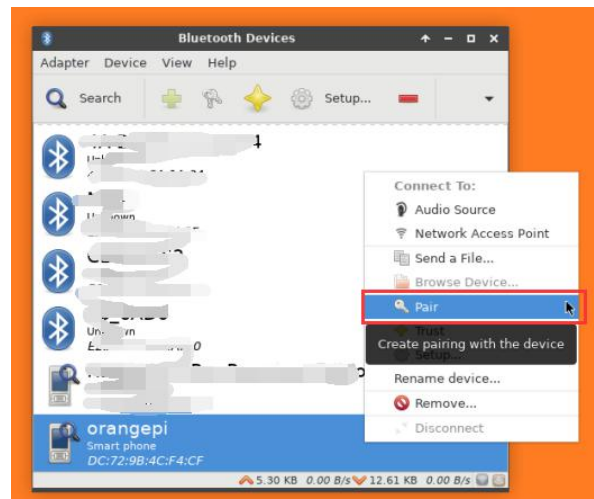 Bluetooth Devices
Adapter Device View Help
Search Setup...
Connect To:
Audio Source
Network Access Point
Send a File...
Browse Device...
Pair
Trust
Create pairing with the device
Setup...
Rename device...
Remove...
Disconnect
orangepi
Smart phone
DC:72:9B:4C:F4:CF
5.30 KB 0.00 B/s 12.61 KB 0.00 B/s